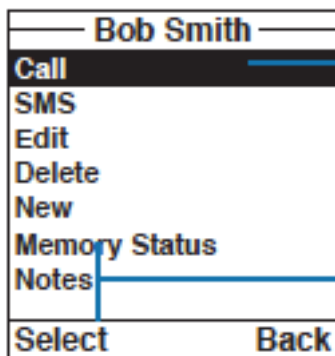 Bob Smith
Call
SMS
Edit
Delete
New
Memory Status
Notes
Select Back